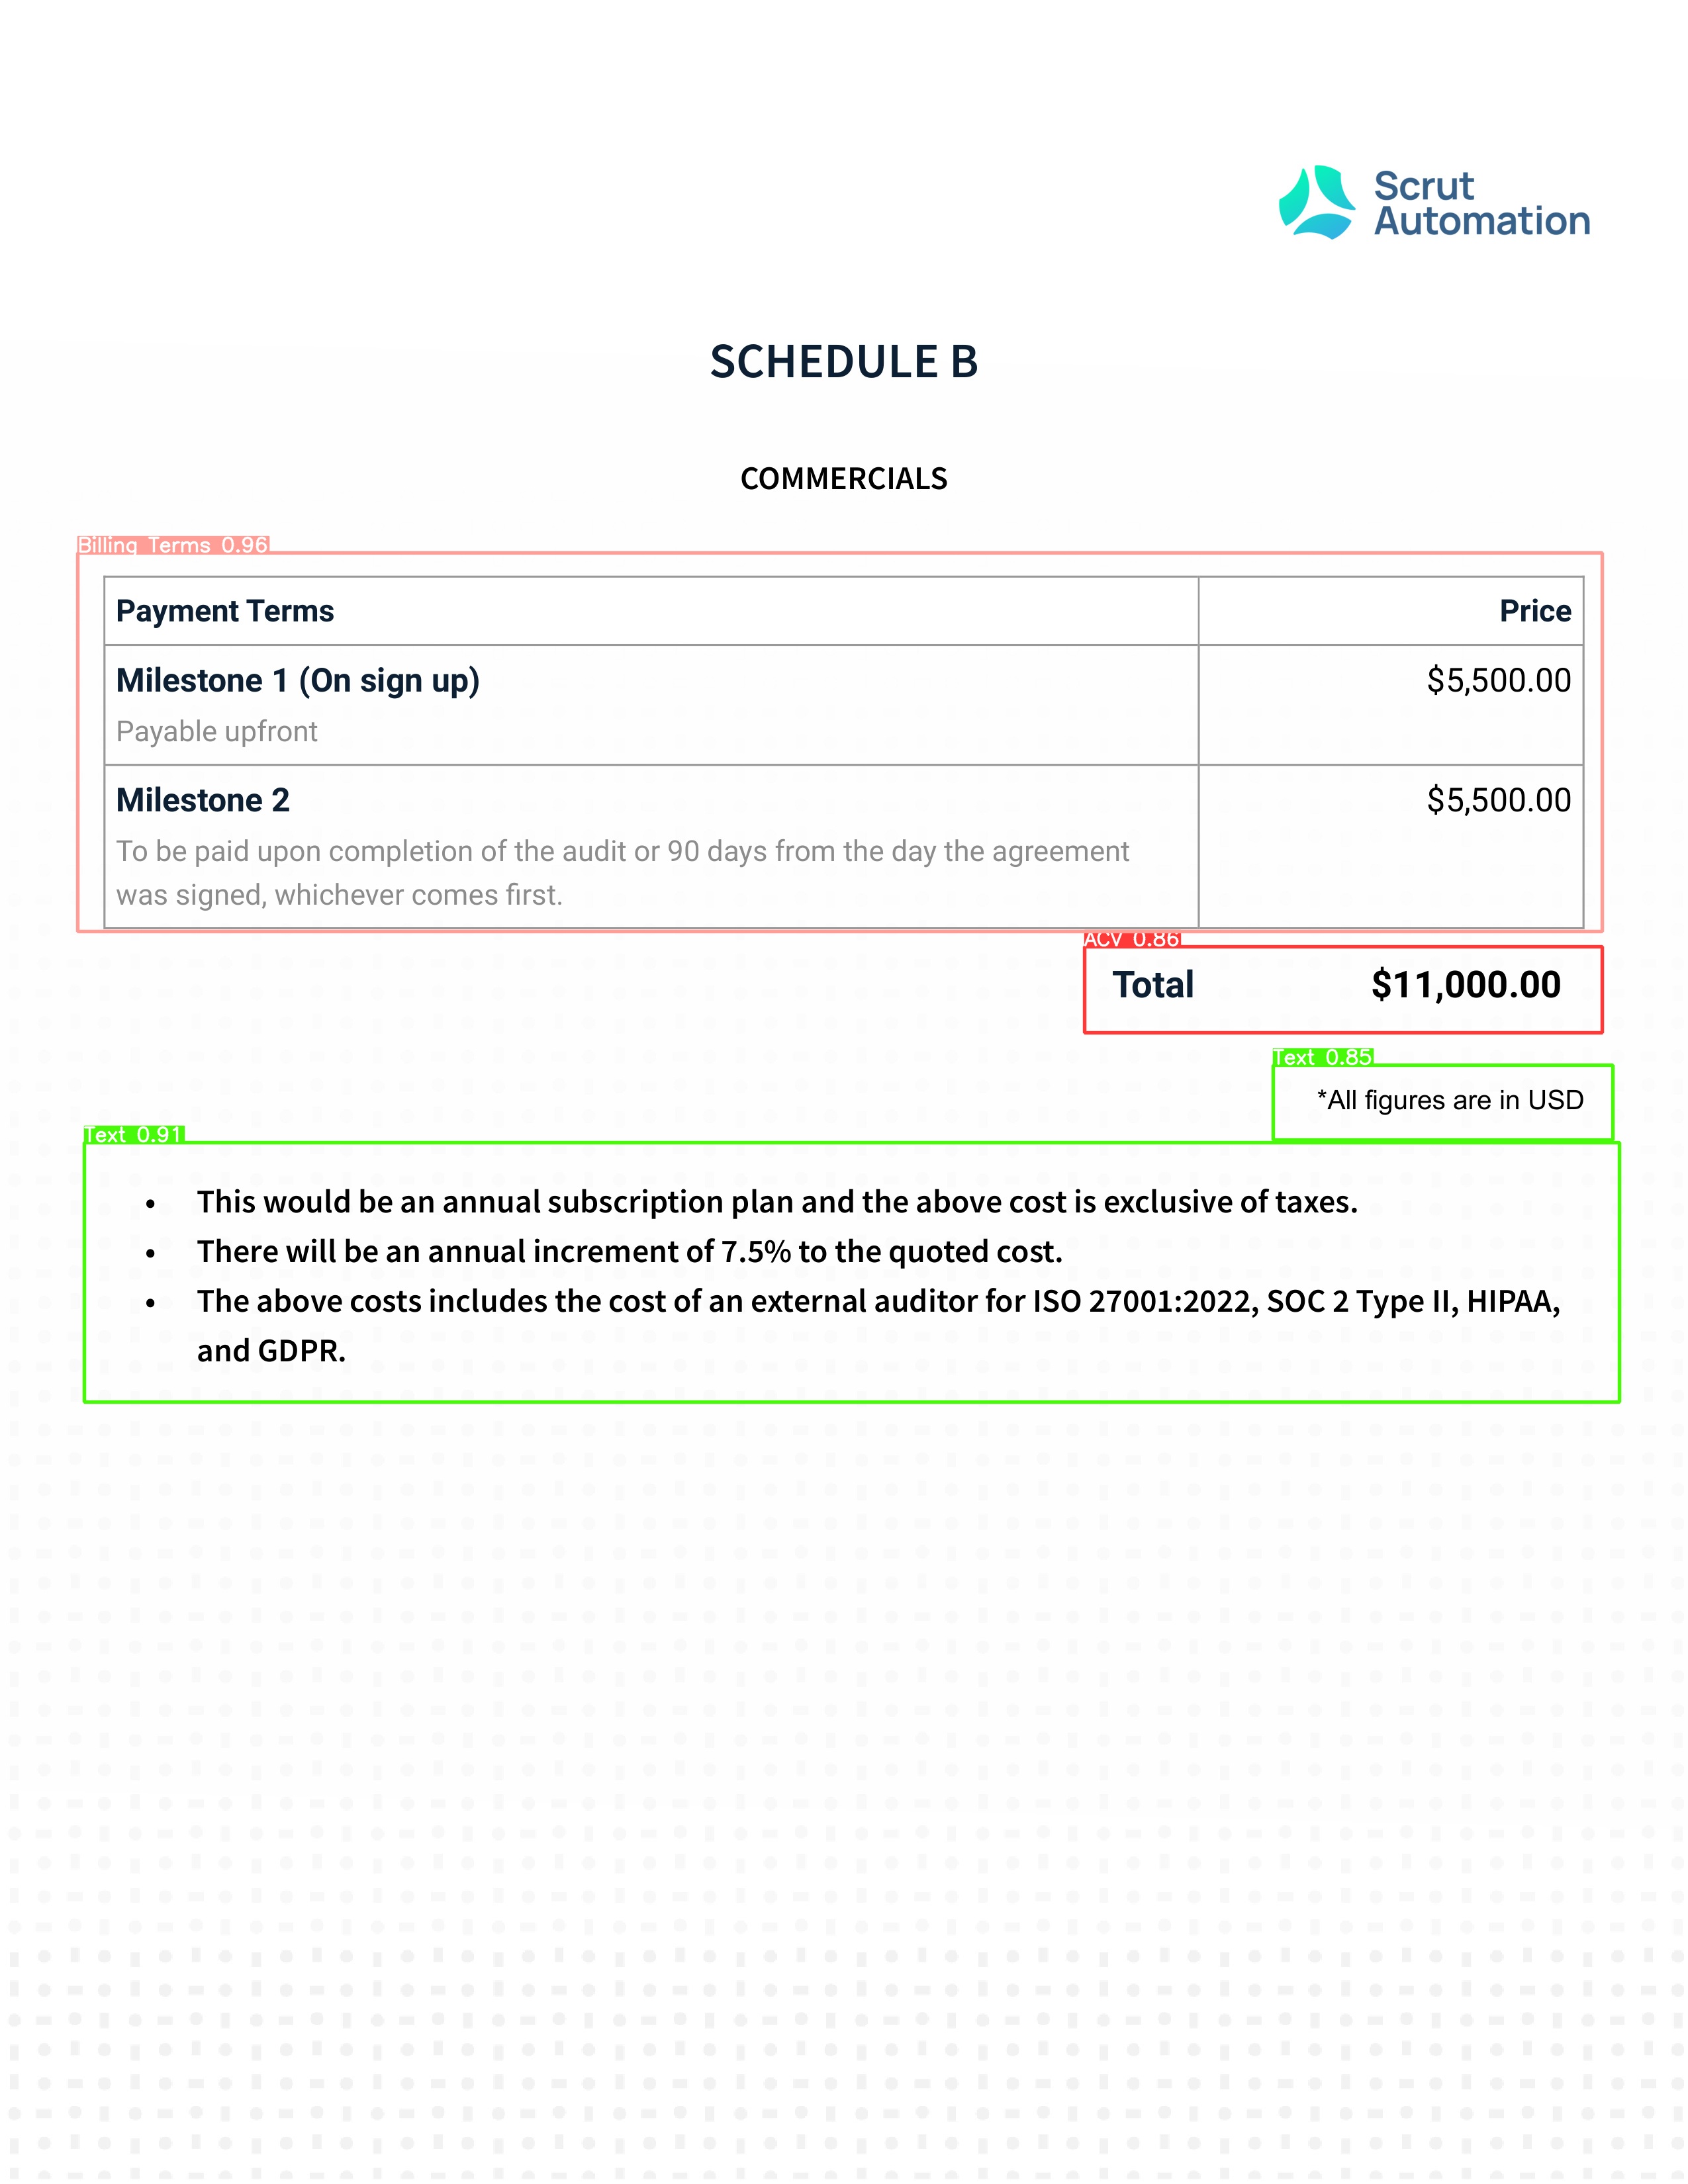 Scrut
Automation
SCHEDULE B
COMMERCIALS
Billing Terms 0.96
Payment Terms Price
Milestone 1 (On sign up) $5,500.00
Payable upfront
Milestone 2 $5,500.00
To be paid upon completion of the audit or 90 days from the day the agreement
was signed, whichever comes first.
ACV 0.86
Total $11,000.00
Text 0.85
*All figures are in USD
Text 0.91
• This would be an annual subscription plan and the above cost is exclusive of taxes.
• There will be an annual increment of 7.5% to the quoted cost.
• The above costs includes the cost of an external auditor for ISO 27001:2022, SOC 2 Type II, HIPAA,
and GDPR.